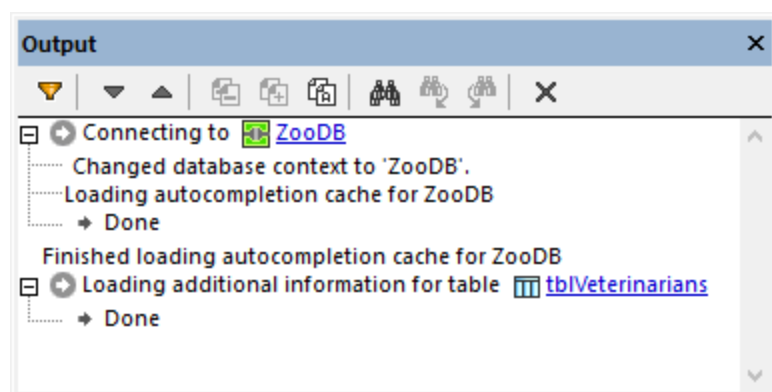 Output
Connecting to ZooDB
Changed database context to 'ZooDB'.
Loading autocompletion cache for ZooDB
Done
Finished loading autocompletion cache for ZooDB
Loading additional information for table tblVeterinarians
Done